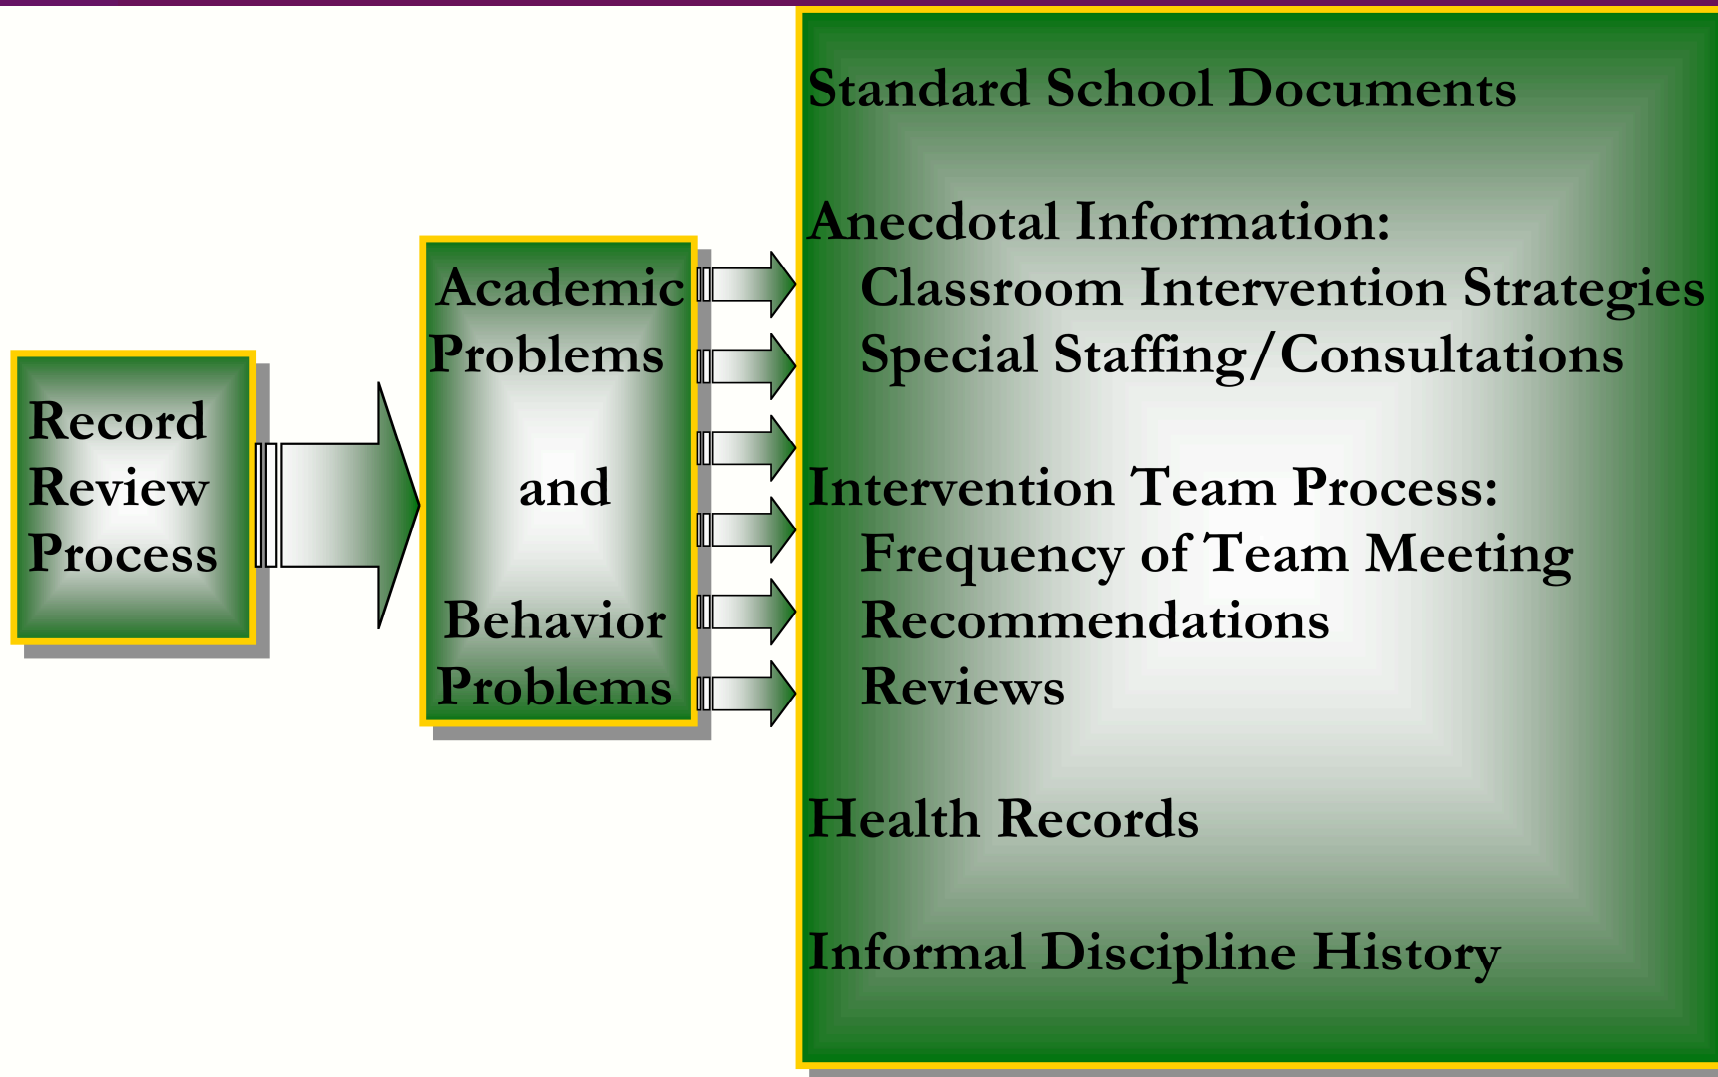 Record
Review
Process
Academic
Problems
and
Behavior
Problems
Standard School Documents
Anecdotal Information:
Classroom Intervention Strategies
Special Staffing/Consultations
Intervention Team Process:
Frequency of Team Meeting
Recommendations
Reviews
Health Records
Informal Discipline History